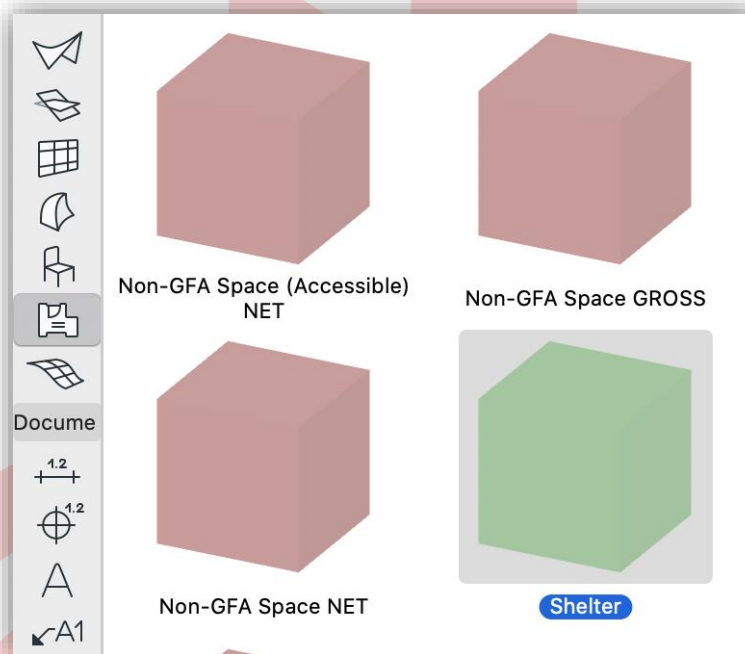 Non-GFA Space (Accessible)
NET
Non-GFA Space GROSS
Non-GFA Space NET
Shelter
Docume
1.2
1.2
A
A1